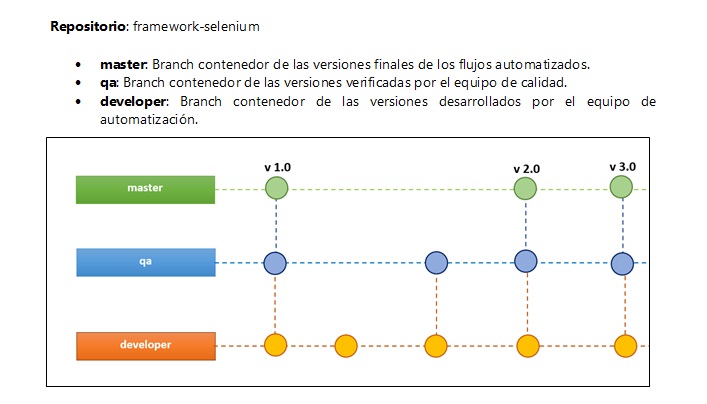 Repositorio: framework-selenium
• master: Branch contenedor de las versiones finales de los flujos automatizados.
• qa: Branch contenedor de las versiones verificadas por el equipo de calidad.
• developer: Branch contenedor de las versiones desarrollados por el equipo de
automatización.
v 1.0 v 2.0 v 3.0
master
qa
developer